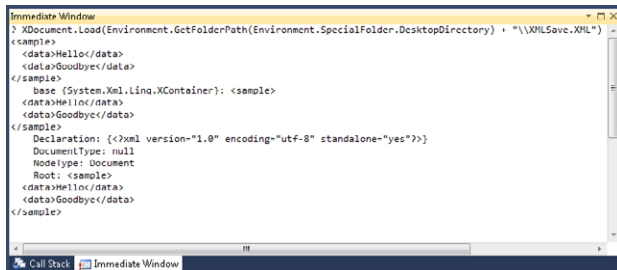 Immediate Window
? XDocument.Load(Environment.GetFolderPath(Environment.SpecialFolder.DesktopDirectory) + "\\XMLSave.XML")
<sample>
  <data>Hello</data>
  <data>Goodbye</data>
</sample>
    base {System.Xml.Linq.XContainer}: <sample>
  <data>Hello</data>
  <data>Goodbye</data>
</sample>
    Declaration: {<?xml version="1.0" encoding="utf-8" standalone="yes"?>}
    DocumentType: null
    NodeType: Document
    Root: <sample>
  <data>Hello</data>
  <data>Goodbye</data>
</sample>
Call Stack Immediate Window